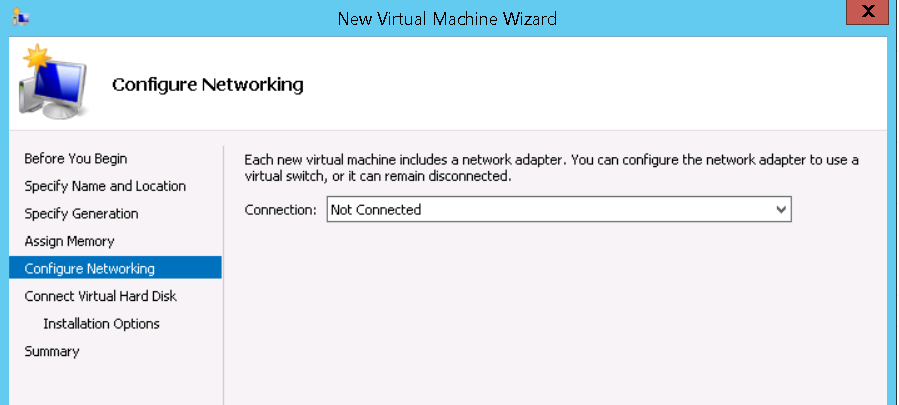 New Virtual Machine Wizard
X
Configure Networking
Before You Begin
Specify Name and Location
Specify Generation
Assign Memory
Configure Networking
Connect Virtual Hard Disk
Installation Options
Summary
Each new virtual machine includes a network adapter. You can configure the network adapter to use a
virtual switch, or it can remain disconnected.
Connection: Not Connected